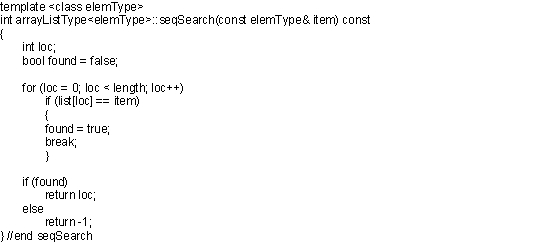 template <class elemType>
int arrayListType<elemType>::seqSearch(const elemType& item) const
{
int loc;
bool found = false;
for (loc = 0; loc < length; loc++)
if (list[loc] == item)
{
found = true;
break;
}
if (found)
return loc;
else
return -1;
} //end seqSearch